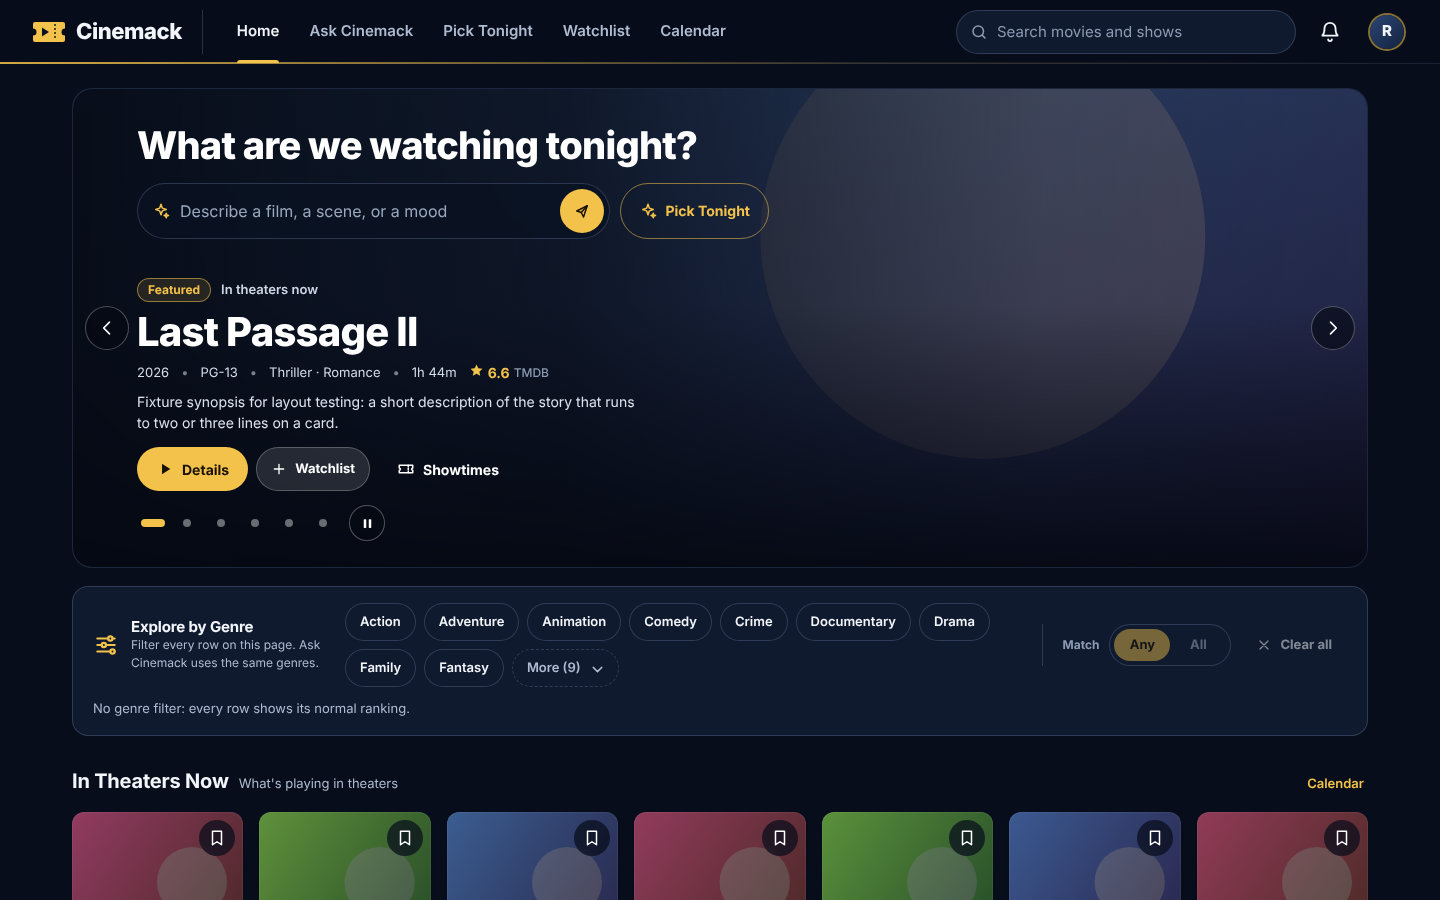 Cinemack
Home
Ask Cinemack
Pick Tonight
Watchlist
Calendar
Search movies and shows
R
What are we watching tonight?
Describe a film, a scene, or a mood
Pick Tonight
Featured
In theaters now
Last Passage II
2026 • PG-13 • Thriller · Romance • 1h 44m 6.6 TMDB
Fixture synopsis for layout testing: a short description of the story that runs
to two or three lines on a card.
Details
Watchlist
Showtimes
Explore by Genre
Filter every row on this page. Ask
Cinemack uses the same genres.
Action
Adventure
Animation
Comedy
Crime
Documentary
Drama
Family
Fantasy
More (9)
Match
Any
All
Clear all
No genre filter: every row shows its normal ranking.
In Theaters Now
What's playing in theaters
Calendar